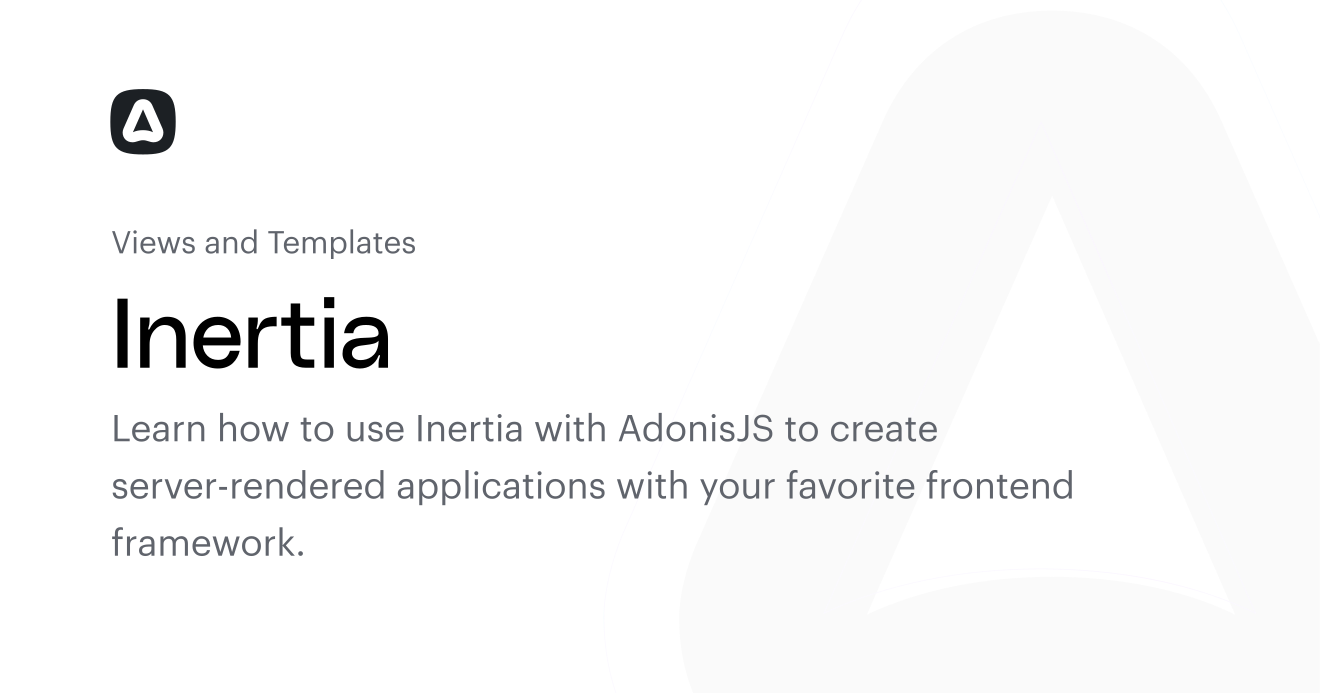 Views and Templates
Inertia
Learn how to use Inertia with AdonisJS to create
server-rendered applications with your favorite frontend
framework.